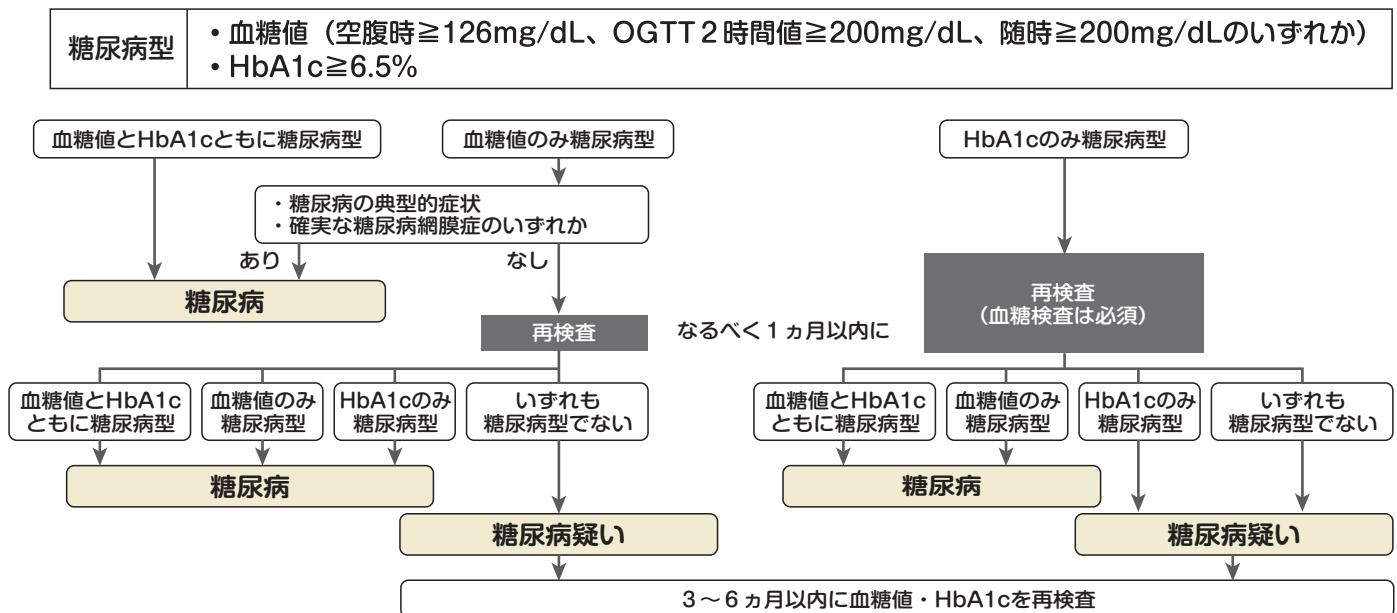 糖尿病型
・血糖値（空腹時≧126mg/dL、OGTT２時間値≧200mg/dL、随時≧200mg/dLのいずれか）
・HbA1c≧6.5%
血糖値とHbA1cともに糖尿病型
血糖値のみ糖尿病型
HbA1cのみ糖尿病型
・糖尿病の典型的症状
・確実な糖尿病網膜症のいずれか
あり
なし
糖尿病
再検査
なるべく１ヵ月以内に
再検査
（血糖検査は必須）
血糖値とHbA1c
ともに糖尿病型
血糖値のみ
糖尿病型
HbA1cのみ
糖尿病型
いずれも
糖尿病型でない
血糖値とHbA1c
ともに糖尿病型
血糖値のみ
糖尿病型
HbA1cのみ
糖尿病型
いずれも
糖尿病型でない
糖尿病
糖尿病
糖尿病疑い
糖尿病疑い
３～６ヵ月以内に血糖値・HbA1cを再検査